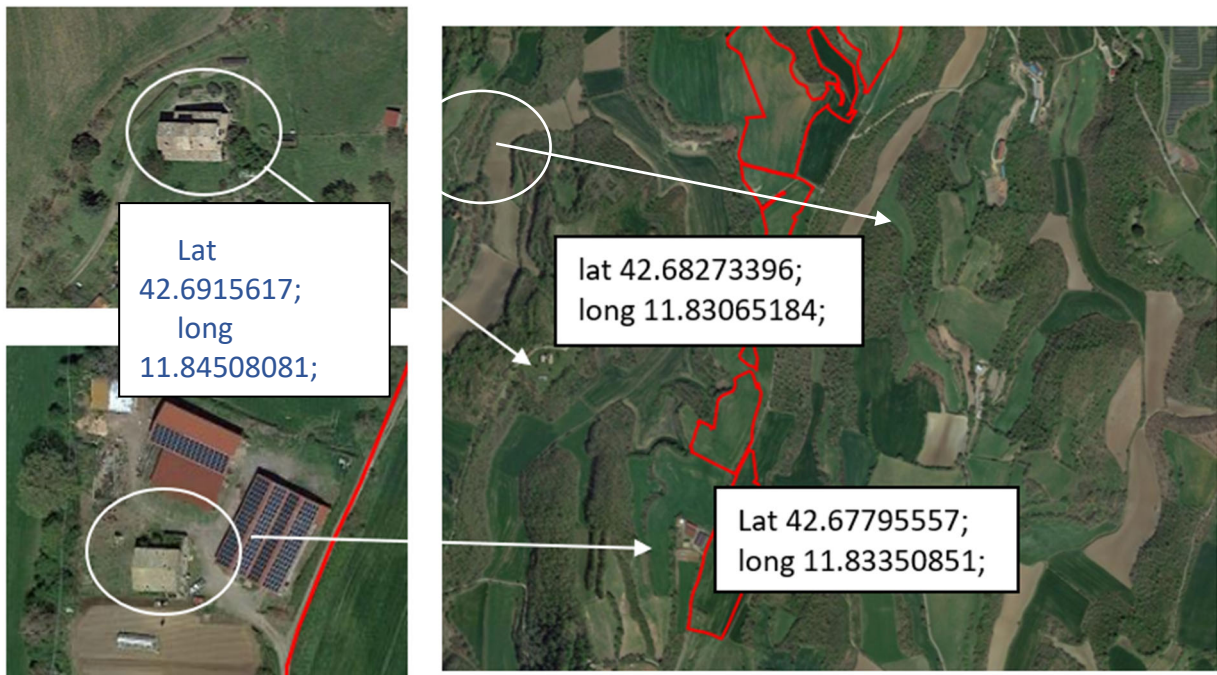 Lat
42.6915617;
long
11.84508081;
lat 42.68273396;
long 11.83065184;
Lat 42.67795557;
long 11.83350851;